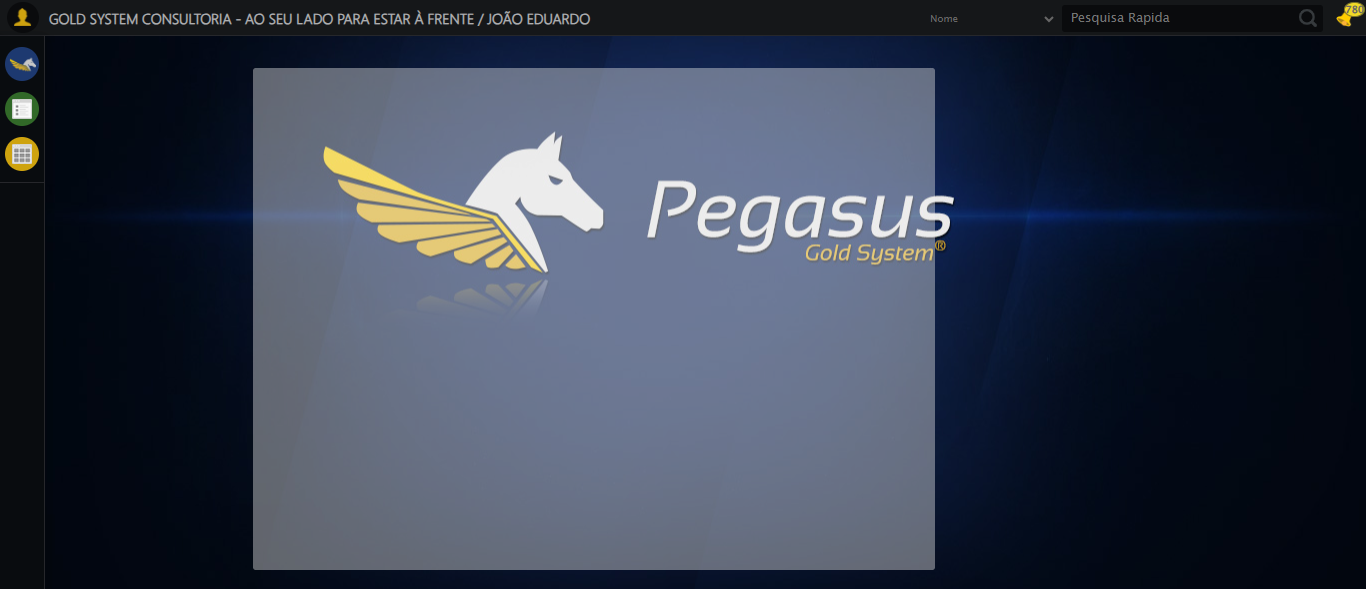 GOLD SYSTEM CONSULTORIA - AO SEU LADO PARA ESTAR À FRENTE / JOÃO EDUARDO
Nome
Pesquisa Rapida
780
Pegasus
Gold System®